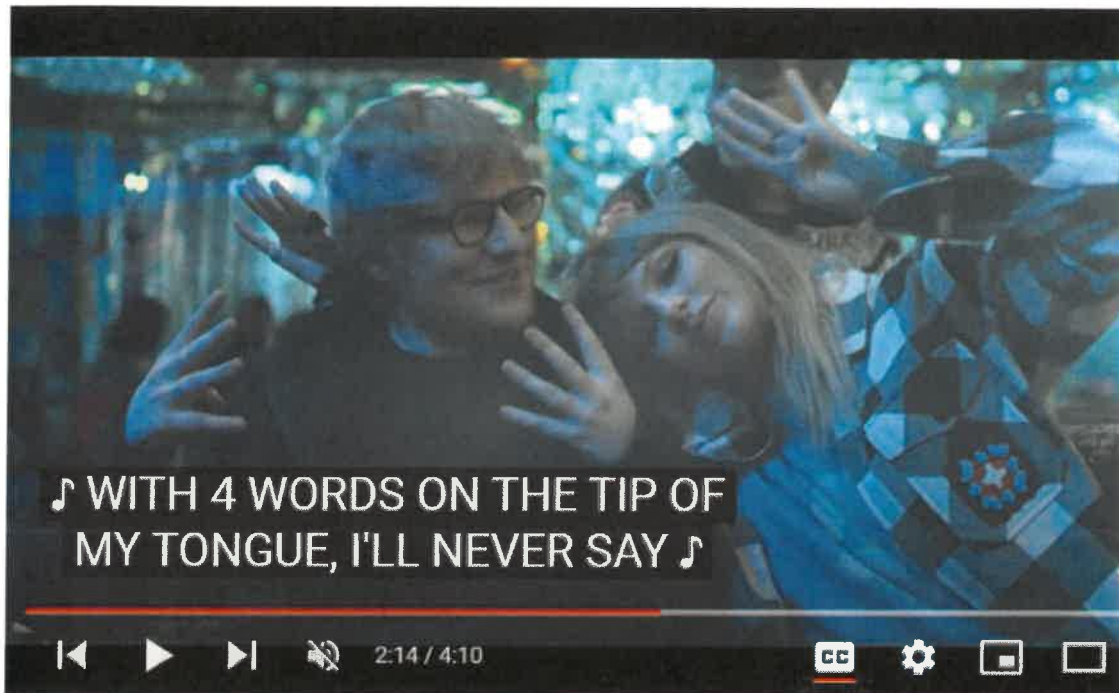 ♪ WITH 4 WORDS ON THE TIP OF
MY TONGUE, I'LL NEVER SAY ♪
2:14 / 4:10
CC